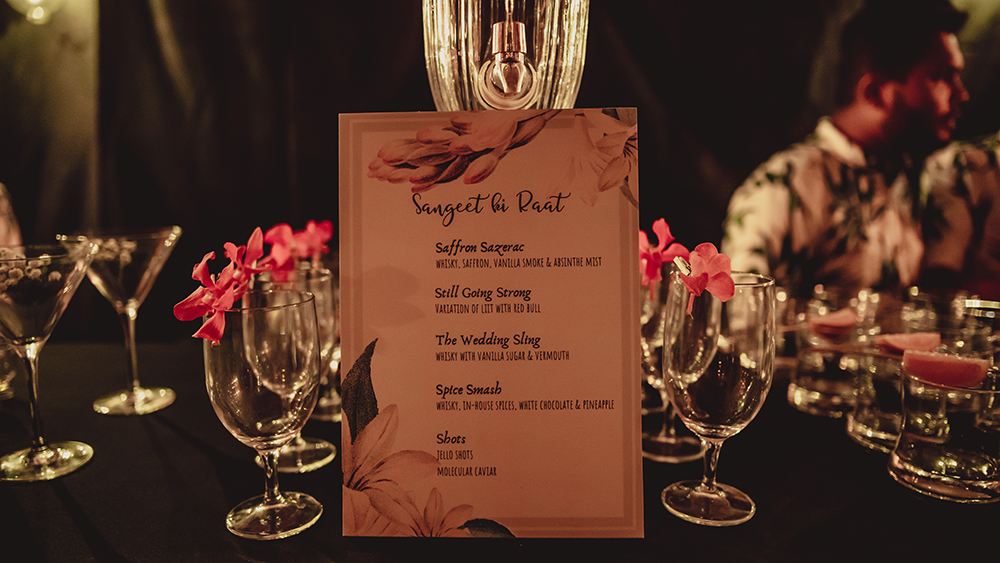 Sangeet ki Raat
Saffron Sazerac
WHISKY, SAFFRON, VANILLA SMOKE & ABSINTHE MIST
Still Going Strong
VARIATION OF LIIT WITH RED BULL
The Wedding Sling
WHISKY WITH VANILLA SUGAR & VERMOUTH
Spice Smash
WHISKY, IN-HOUSE SPICES, WHITE CHOCOLATE & PINEAPPLE
Shots
JELLO SHOTS
MOLECULAR CAVIAR